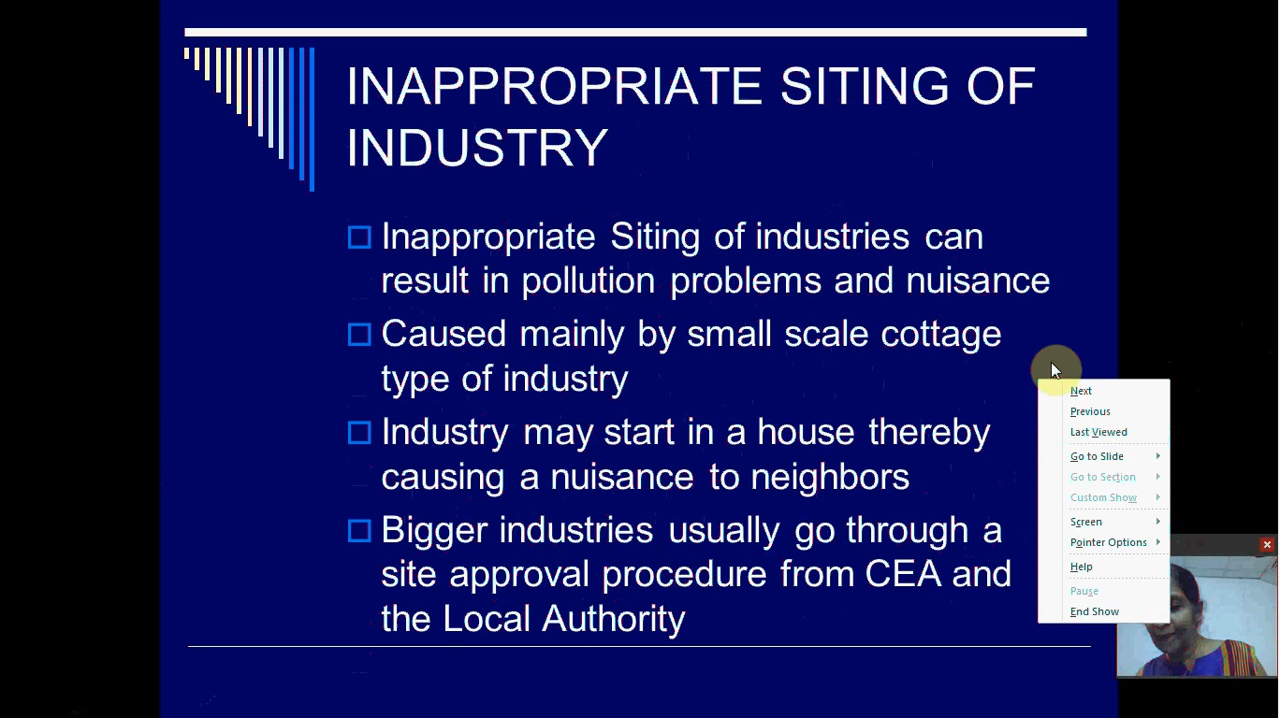 INAPPROPRIATE SITING OF
INDUSTRY
Inappropriate Siting of industries can
result in pollution problems and nuisance
Caused mainly by small scale cottage
type of industry
Industry may start in a house thereby
causing a nuisance to neighbors
Bigger industries usually go through a
site approval procedure from CEA and
the Local Authority
Next
Previous
Last Viewed
Go to Slide
Go to Section
Custom Show
Screen
Pointer Options
Help
Pause
End Show